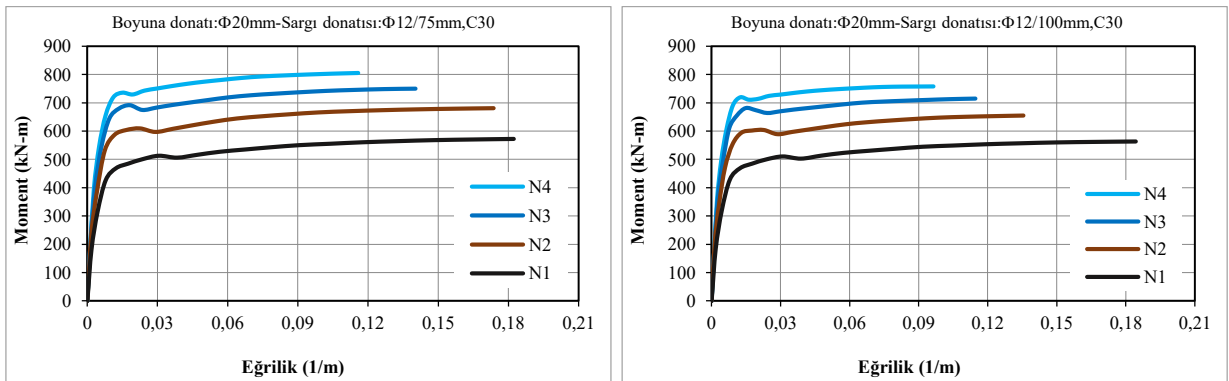 Boyuna donatı:Φ20mm-Sargı donatısı:Φ12/75mm,C30
900
800
700
600
500
400
300
200
100
0
Moment (kN-m)
N4
N3
N2
N1
0 0,03 0,06 0,09 0,12 0,15 0,18 0,21
Eğrilik (1/m)
Boyuna donatı:Φ20mm-Sargı donatısı:Φ12/100mm,C30
900
800
700
600
500
400
300
200
100
0
Moment (kN-m)
N4
N3
N2
N1
0 0,03 0,06 0,09 0,12 0,15 0,18 0,21
Eğrilik (1/m)